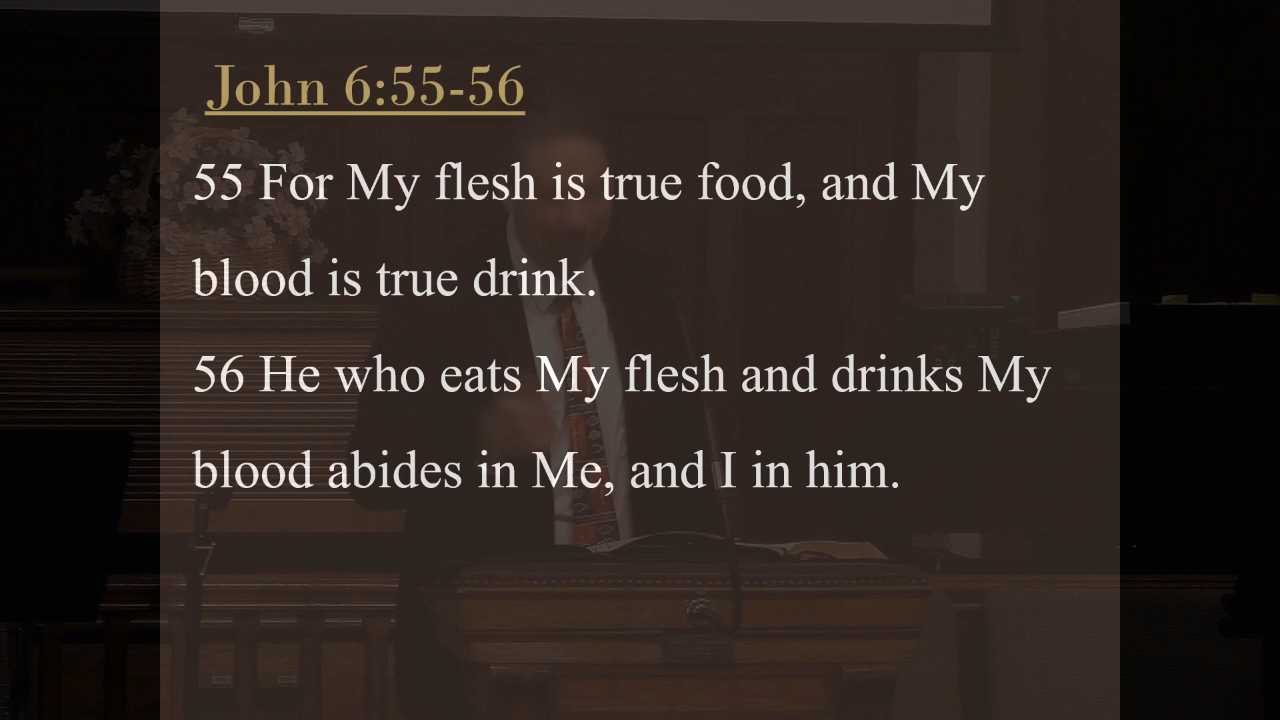 John 6:55-56
55 For My flesh is true food, and My
blood is true drink.
56 He who eats My flesh and drinks My
blood abides in Me, and I in him.